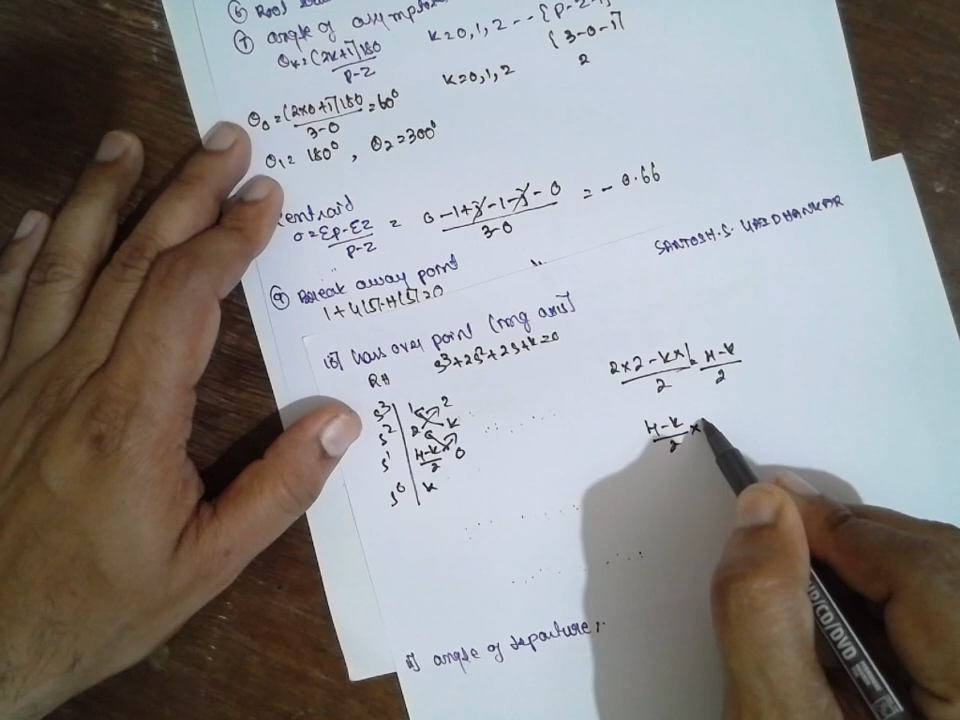 ⑥ Root
⑦ angle of asymptote
θk = (2k+1)180 / P-Z k=0,1,2 -- {P-Z-1}
{3-0-1}
k=0,1,2 2
θ0 = (2×0+1)180 / 3-0 = 60°
θ1 = 180°, θ2 = 300°
entroid
σ = Σp-Σz / P-Z = 0-1+j-1-j-0 / 3-0 = -0.66
SANTOSH.S.
⑨ Break away point
1+G(S).H(S)=0
10) Cross over point (img axis)
RH s³+2s²+2s+k=0
s³ 1 2
s² 2 k
s¹ 4-k / 2 0
s⁰ k
2×2-k×1 / 2 = 4-k / 2
4-k / 2 ×
angle of departure:
/CD/DVD